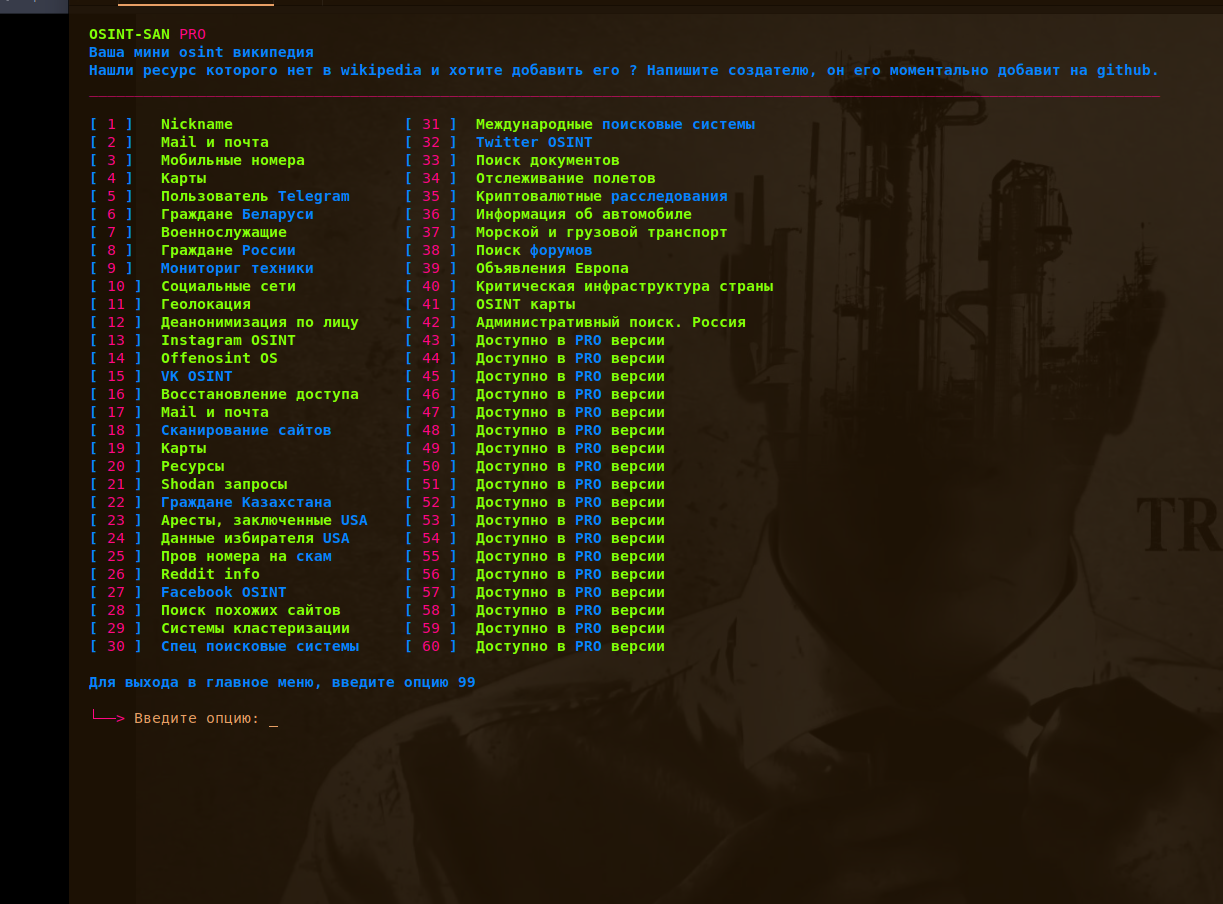 OSINT-SAN PRO
Ваша мини osint википедия
Нашли ресурс которого нет в wikipedia и хотите добавить его ? Напишите создателю, он его моментально добавит на github.
[ 1 ] Nickname [ 31 ] Международные поисковые системы
[ 2 ] Mail и почта [ 32 ] Twitter OSINT
[ 3 ] Мобильные номера [ 33 ] Поиск документов
[ 4 ] Карты [ 34 ] Отслеживание полетов
[ 5 ] Пользователь Telegram [ 35 ] Криптовалютные расследования
[ 6 ] Граждане Беларуси [ 36 ] Информация об автомобиле
[ 7 ] Военнослужащие [ 37 ] Морской и грузовой транспорт
[ 8 ] Граждане России [ 38 ] Поиск форумов
[ 9 ] Мониториг техники [ 39 ] Объявления Европа
[ 10 ] Социальные сети [ 40 ] Критическая инфраструктура страны
[ 11 ] Геолокация [ 41 ] OSINT карты
[ 12 ] Деанонимизация по лицу [ 42 ] Административный поиск. Россия
[ 13 ] Instagram OSINT [ 43 ] Доступно в PRO версии
[ 14 ] Offenosint OS [ 44 ] Доступно в PRO версии
[ 15 ] VK OSINT [ 45 ] Доступно в PRO версии
[ 16 ] Восстановление доступа [ 46 ] Доступно в PRO версии
[ 17 ] Mail и почта [ 47 ] Доступно в PRO версии
[ 18 ] Сканирование сайтов [ 48 ] Доступно в PRO версии
[ 19 ] Карты [ 49 ] Доступно в PRO версии
[ 20 ] Ресурсы [ 50 ] Доступно в PRO версии
[ 21 ] Shodan запросы [ 51 ] Доступно в PRO версии
[ 22 ] Граждане Казахстана [ 52 ] Доступно в PRO версии
[ 23 ] Аресты, заключенные USA [ 53 ] Доступно в PRO версии
[ 24 ] Данные избирателя USA [ 54 ] Доступно в PRO версии
[ 25 ] Пров номера на скам [ 55 ] Доступно в PRO версии
[ 26 ] Reddit info [ 56 ] Доступно в PRO версии
[ 27 ] Facebook OSINT [ 57 ] Доступно в PRO версии
[ 28 ] Поиск похожих сайтов [ 58 ] Доступно в PRO версии
[ 29 ] Системы кластеризации [ 59 ] Доступно в PRO версии
[ 30 ] Спец поисковые системы [ 60 ] Доступно в PRO версии
TR
Для выхода в главное меню, введите опцию 99
└──> Введите опцию: _